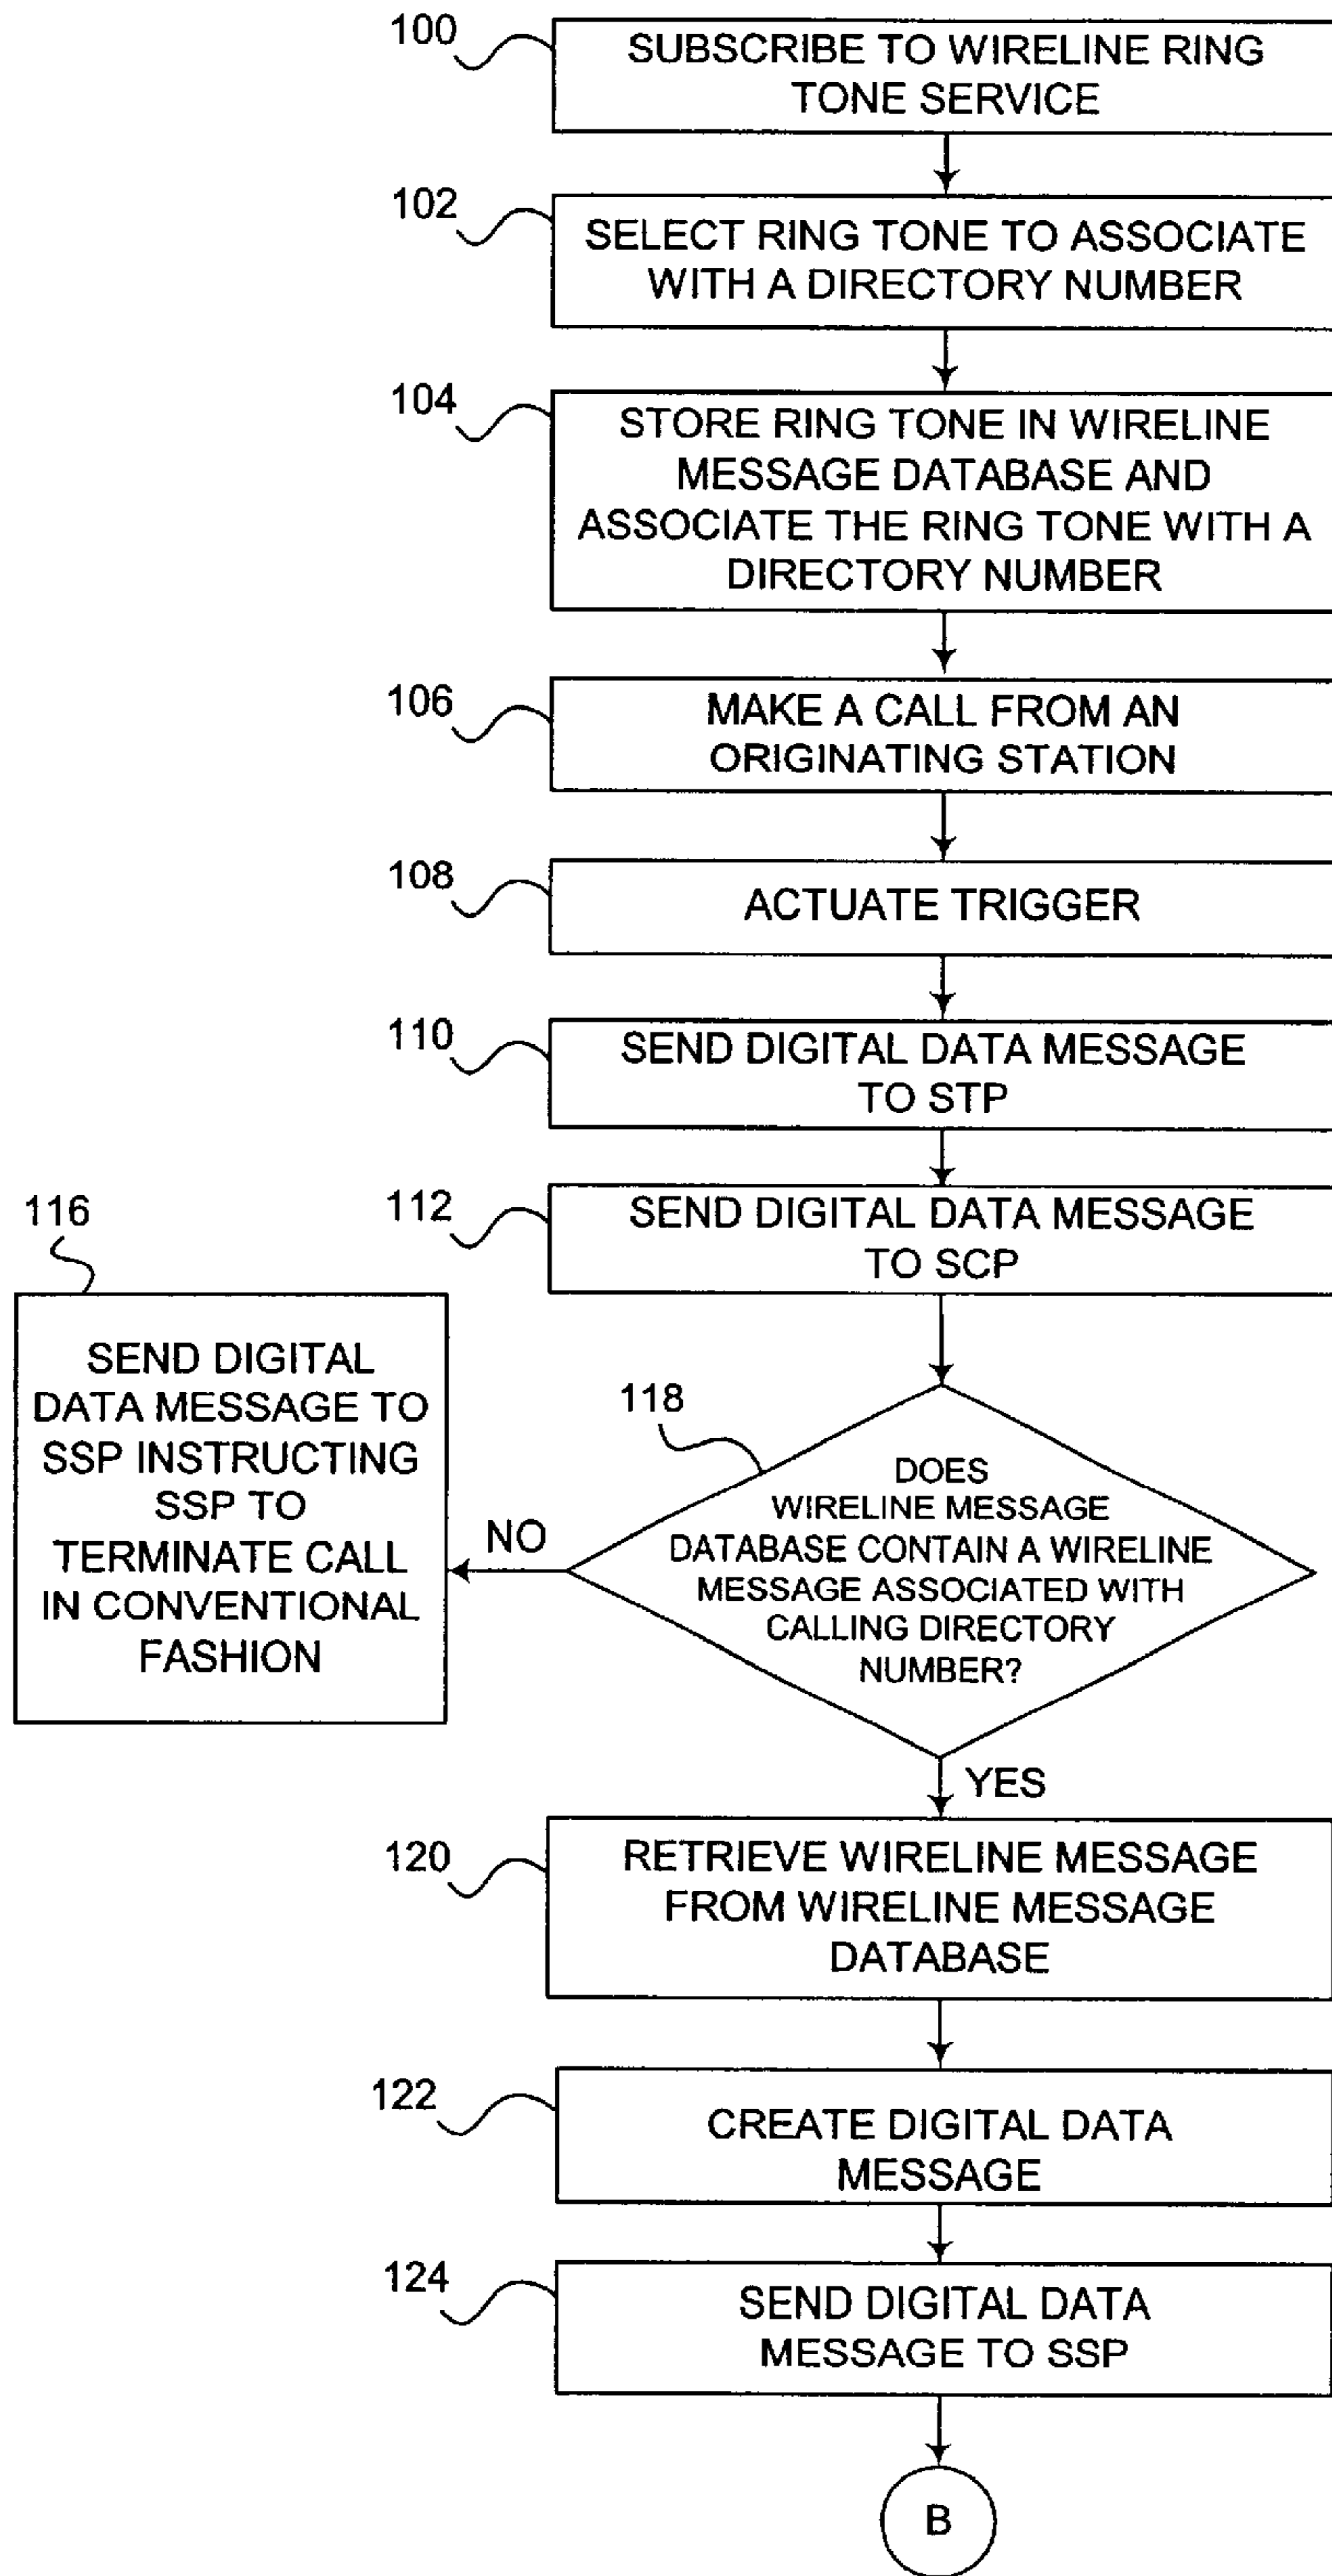 100
SUBSCRIBE TO WIRELINE RING
TONE SERVICE
102
SELECT RING TONE TO ASSOCIATE
WITH A DIRECTORY NUMBER
104
STORE RING TONE IN WIRELINE
MESSAGE DATABASE AND
ASSOCIATE THE RING TONE WITH A
DIRECTORY NUMBER
106
MAKE A CALL FROM AN
ORIGINATING STATION
108
ACTUATE TRIGGER
110
SEND DIGITAL DATA MESSAGE
TO STP
112
SEND DIGITAL DATA MESSAGE
TO SCP
118
DOES
WIRELINE MESSAGE
DATABASE CONTAIN A WIRELINE
MESSAGE ASSOCIATED WITH
CALLING DIRECTORY
NUMBER?
NO
116
SEND DIGITAL
DATA MESSAGE TO
SSP INSTRUCTING
SSP TO
TERMINATE CALL
IN CONVENTIONAL
FASHION
YES
120
RETRIEVE WIRELINE MESSAGE
FROM WIRELINE MESSAGE
DATABASE
122
CREATE DIGITAL DATA
MESSAGE
124
SEND DIGITAL DATA
MESSAGE TO SSP
B